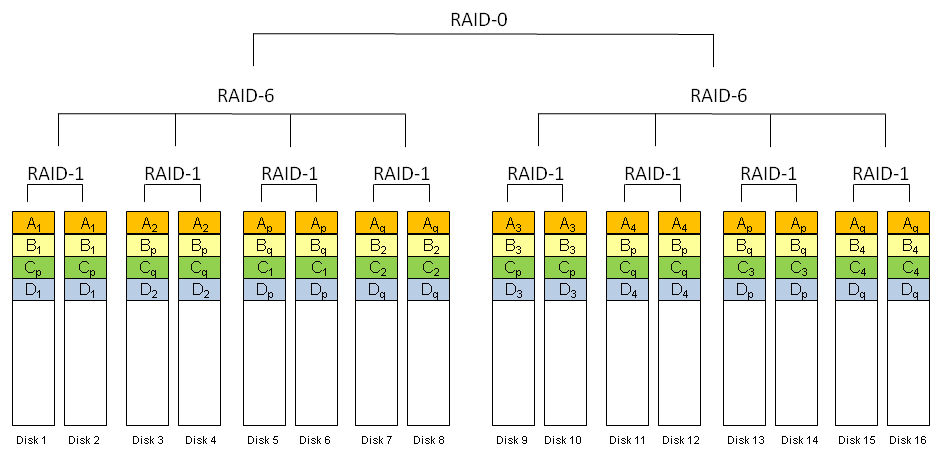 RAID-0
RAID-6 RAID-6
RAID-1 RAID-1 RAID-1 RAID-1 RAID-1 RAID-1 RAID-1 RAID-1
A1 A1 A2 A2 Ap Ap Aq Aq A3 A3 A4 A4 Ap Ap Aq Aq
B1 B1 Bp Bp Bq Bq B2 B2 B3 B3 Bp Bp Bq Bq B4 B4
Cp Cp Cq Cq C1 C1 C2 C2 Cp Cp Cq Cq C3 C3 C4 C4
D1 D1 D2 D2 Dp Dp Dq Dq D3 D3 D4 D4 Dp Dp Dq Dq
Disk 1 Disk 2 Disk 3 Disk 4 Disk 5 Disk 6 Disk 7 Disk 8 Disk 9 Disk 10 Disk 11 Disk 12 Disk 13 Disk 14 Disk 15 Disk 16